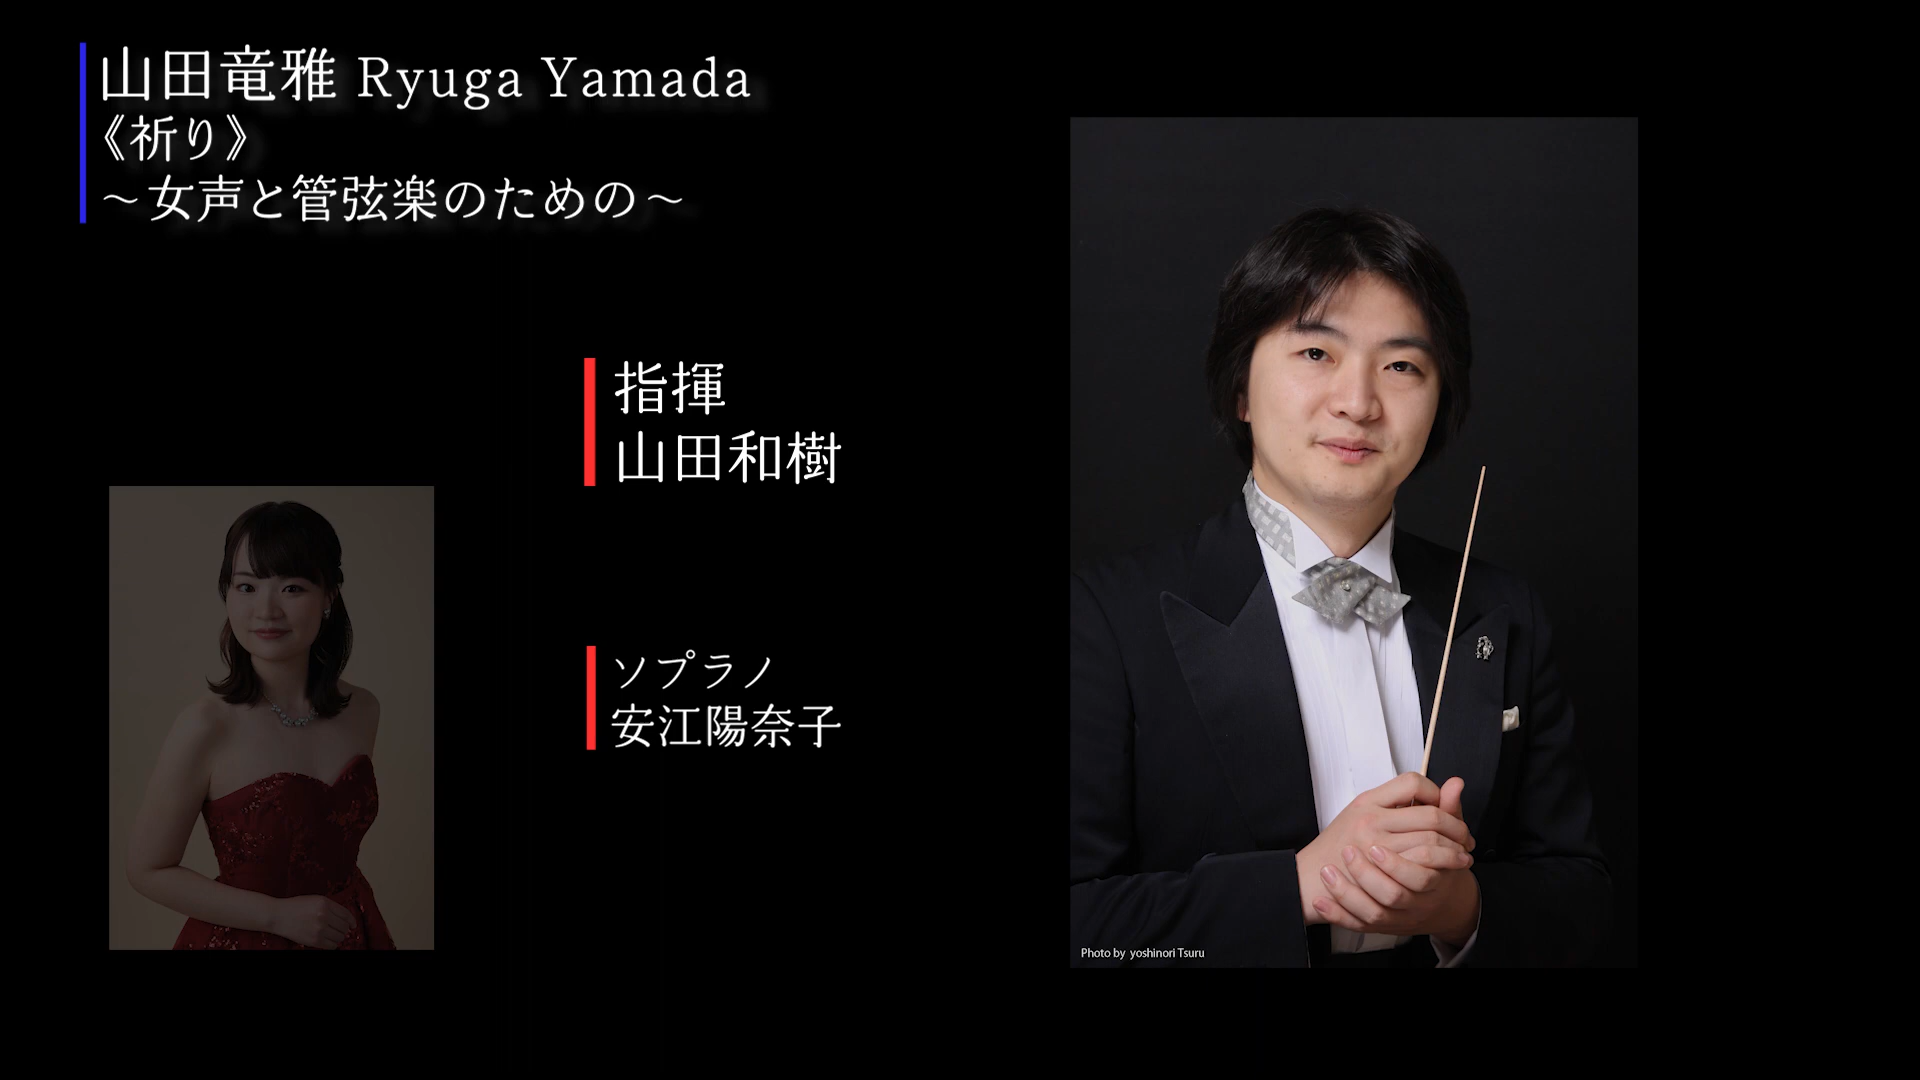 山田竜雅 Ryuga Yamada
《祈り》
～女声と管弦楽のための～
指揮
山田和樹
ソプラノ
安江陽奈子
Photo by yoshinori Tsuru